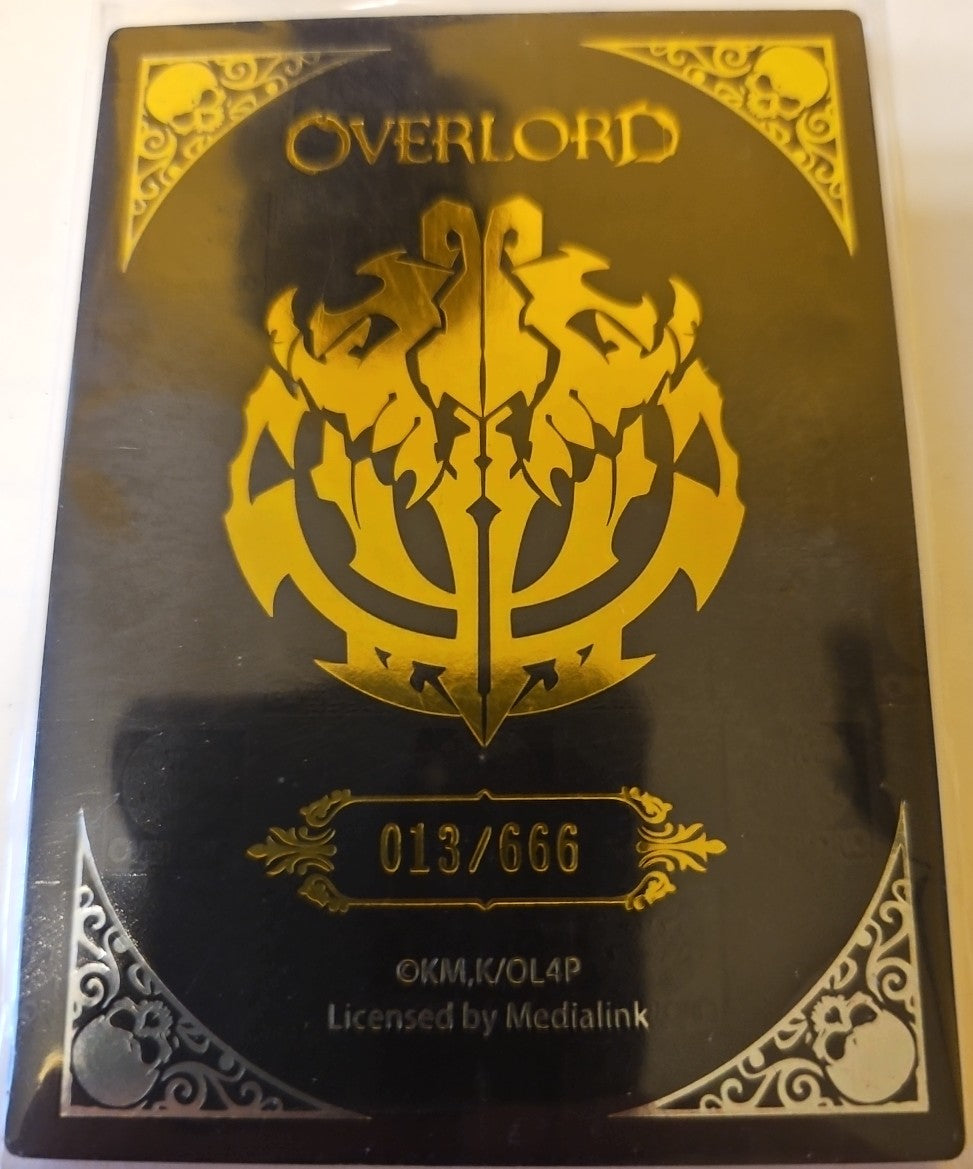 OVERLORD
013/666
©KM,K/OL4P
Licensed by Medialink